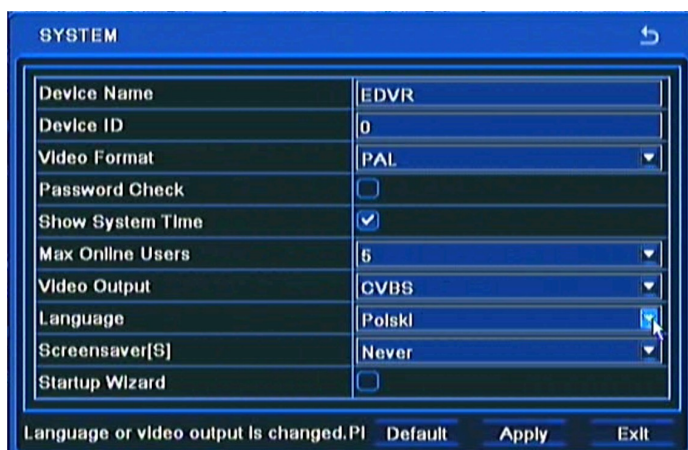 SYSTEM
Device Name EDVR
Device ID 0
Video Format PAL
Password Check
Show System Time
Max Online Users 5
Video Output CVBS
Language Polski
Screensaver[S] Never
Startup Wizard
Language or video output is changed.Pl Default Apply Exit